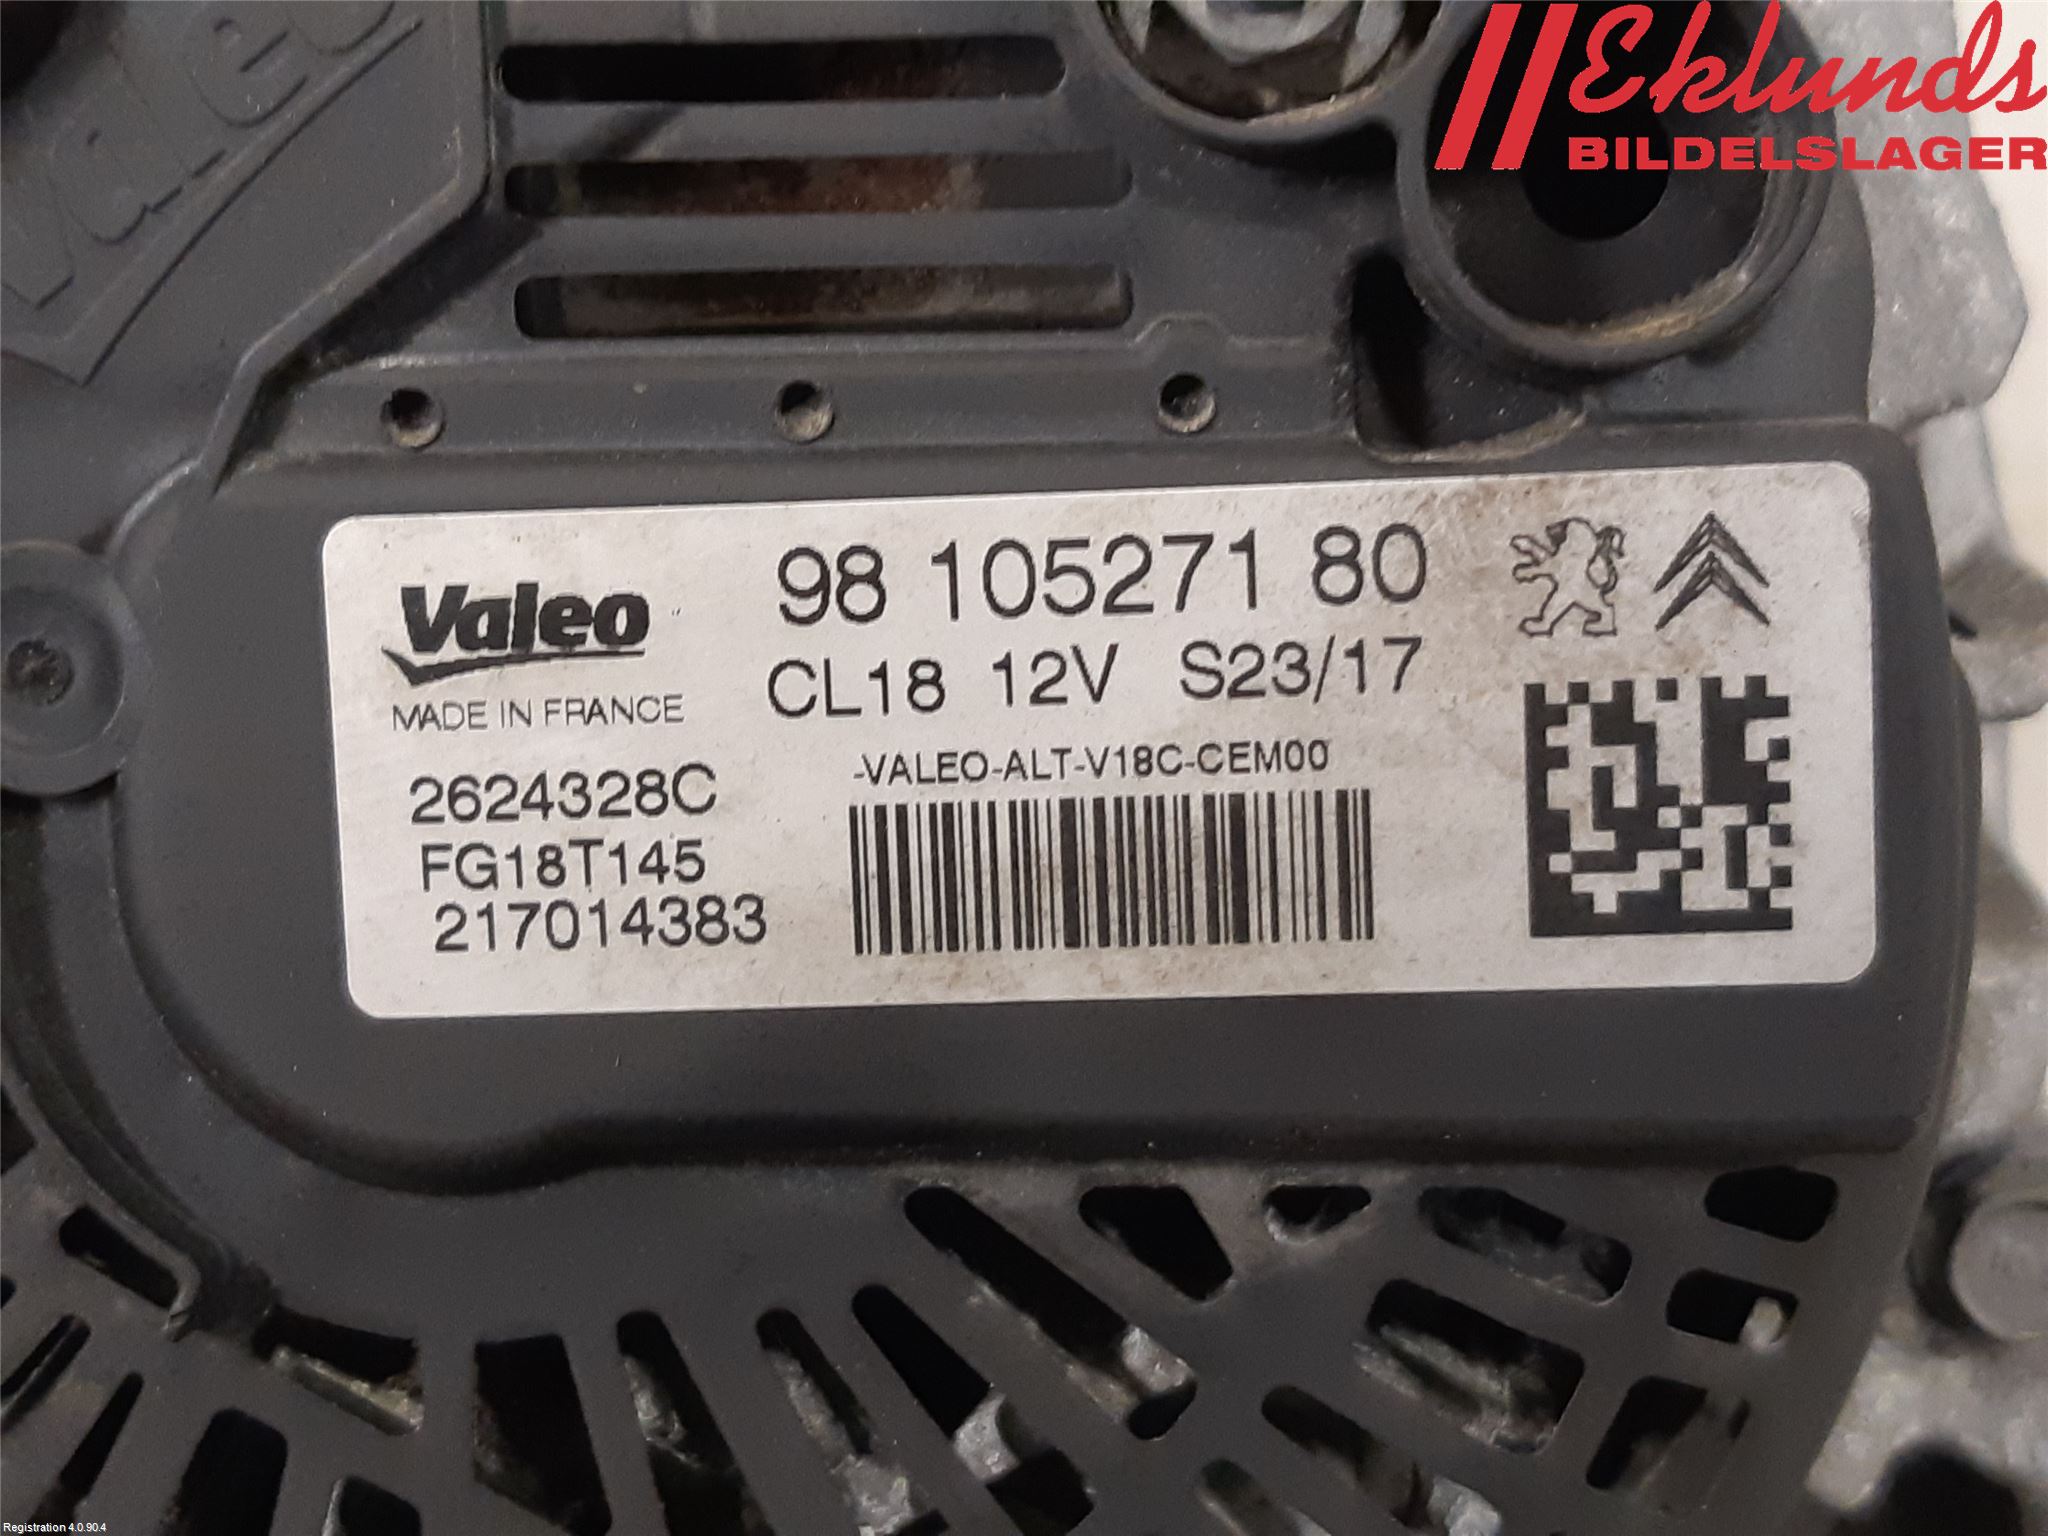 Valeo
Eklunds
BILDELSLAGER
Valeo
MADE IN FRANCE
98 105271 80
CL18 12V S23/17
-VALEO-ALT-V18C-CEM00
2624328C
FG18T145
217014383
Registration 4.0.90.4